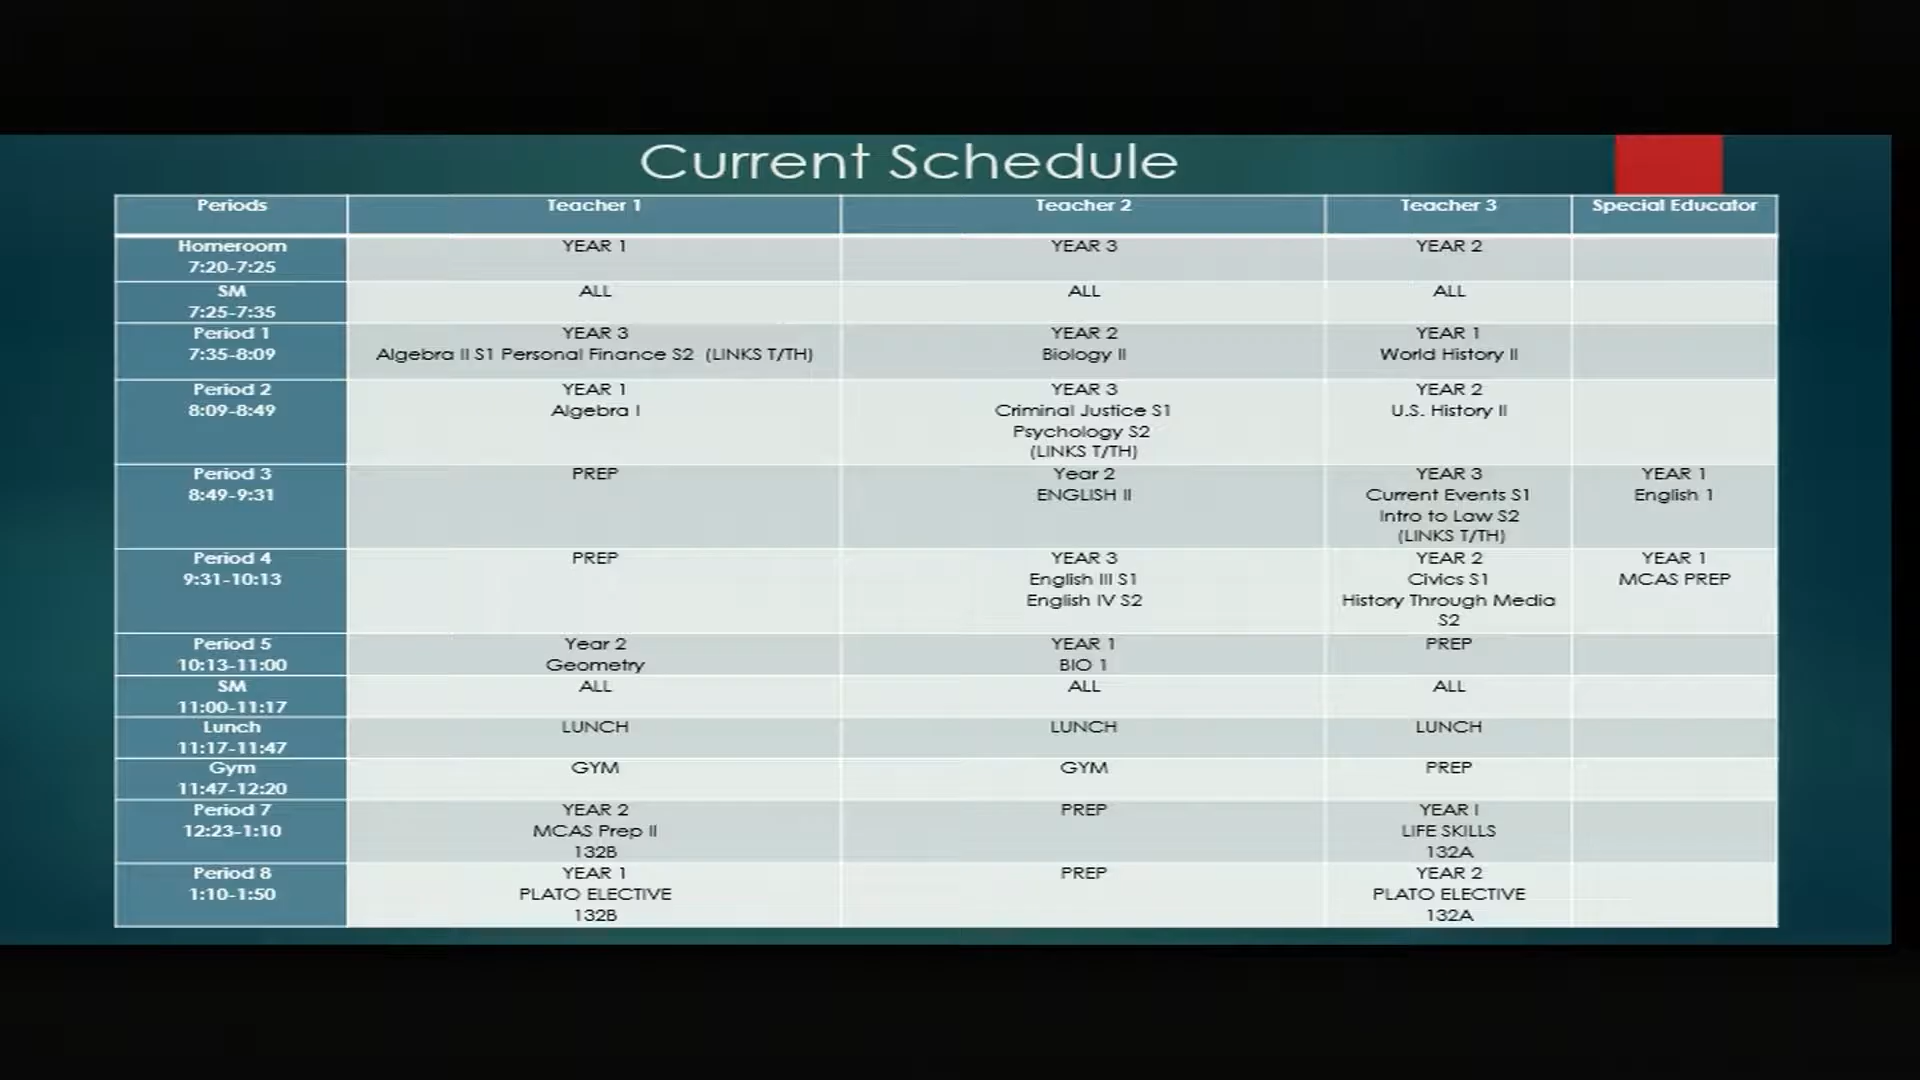 Current Schedule
Periods Teacher 1 Teacher 2 Teacher 3 Special Educator
Homeroom YEAR 1 YEAR 3 YEAR 2
7:20-7:25
SM ALL ALL ALL
7:25-7:35
Period 1 YEAR 3 YEAR 2 YEAR 1
7:35-8:09 Algebra II S1 Personal Finance S2 (LINKS T/TH) Biology II World History II
Period 2 YEAR 1 YEAR 3 YEAR 2
8:09-8:49 Algebra I Criminal Justice S1 U.S. History II
Psychology S2
(LINKS T/TH)
Period 3 PREP Year 2 YEAR 3 YEAR 1
8:49-9:31 ENGLISH II Current Events S1 English 1
Intro to Law S2
(LINKS T/TH)
Period 4 PREP YEAR 3 YEAR 2 YEAR 1
9:31-10:13 English III S1 Civics S1 MCAS PREP
English IV S2 History Through Media
S2
Period 5 Year 2 YEAR 1 PREP
10:13-11:00 Geometry BIO 1
SM ALL ALL ALL
11:00-11:17
Lunch LUNCH LUNCH LUNCH
11:17-11:47
Gym GYM GYM PREP
11:47-12:20
Period 7 YEAR 2 PREP YEAR I
12:23-1:10 MCAS Prep II LIFE SKILLS
132B 132A
Period 8 YEAR 1 PREP YEAR 2
1:10-1:50 PLATO ELECTIVE PLATO ELECTIVE
132B 132A